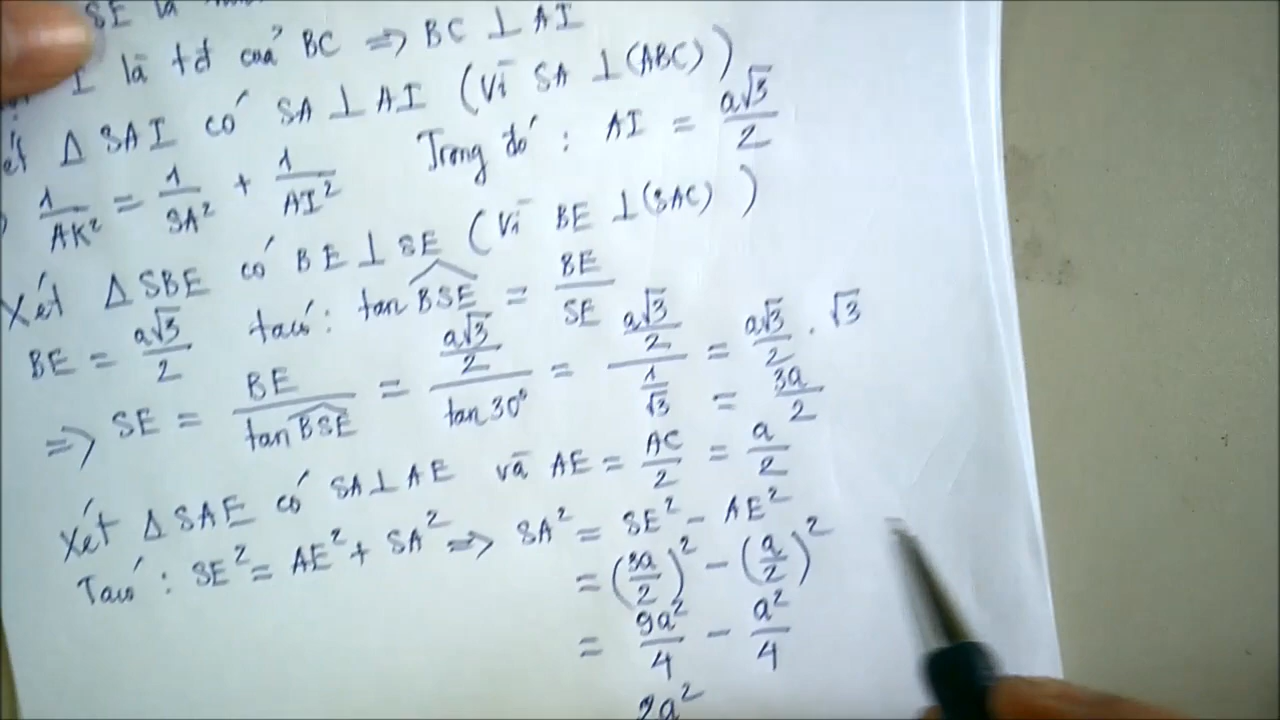 SE là
I là tđ của BC => BC ⊥ AI
ét Δ SAI có SA ⊥ AI (Vì SA ⊥ (ABC))
1/AK² = 1/SA² + 1/AI² Trong đó: AI = a√3/2
Xét Δ SBE có BE ⊥ SE (Vì BE ⊥ (SAC))
BE = a√3/2 ta có: tan BSE = BE/SE
=> SE = BE/tan BSE = (a√3/2)/tan 30° = (a√3/2)/(1/√3) = a√3/2 . √3
= 3a/2
Xét Δ SAE có SA ⊥ AE và AE = AC/2 = a/2
Ta có: SE² = AE² + SA² => SA² = SE² - AE²
= (3a/2)² - (a/2)²
= 9a²/4 - a²/4